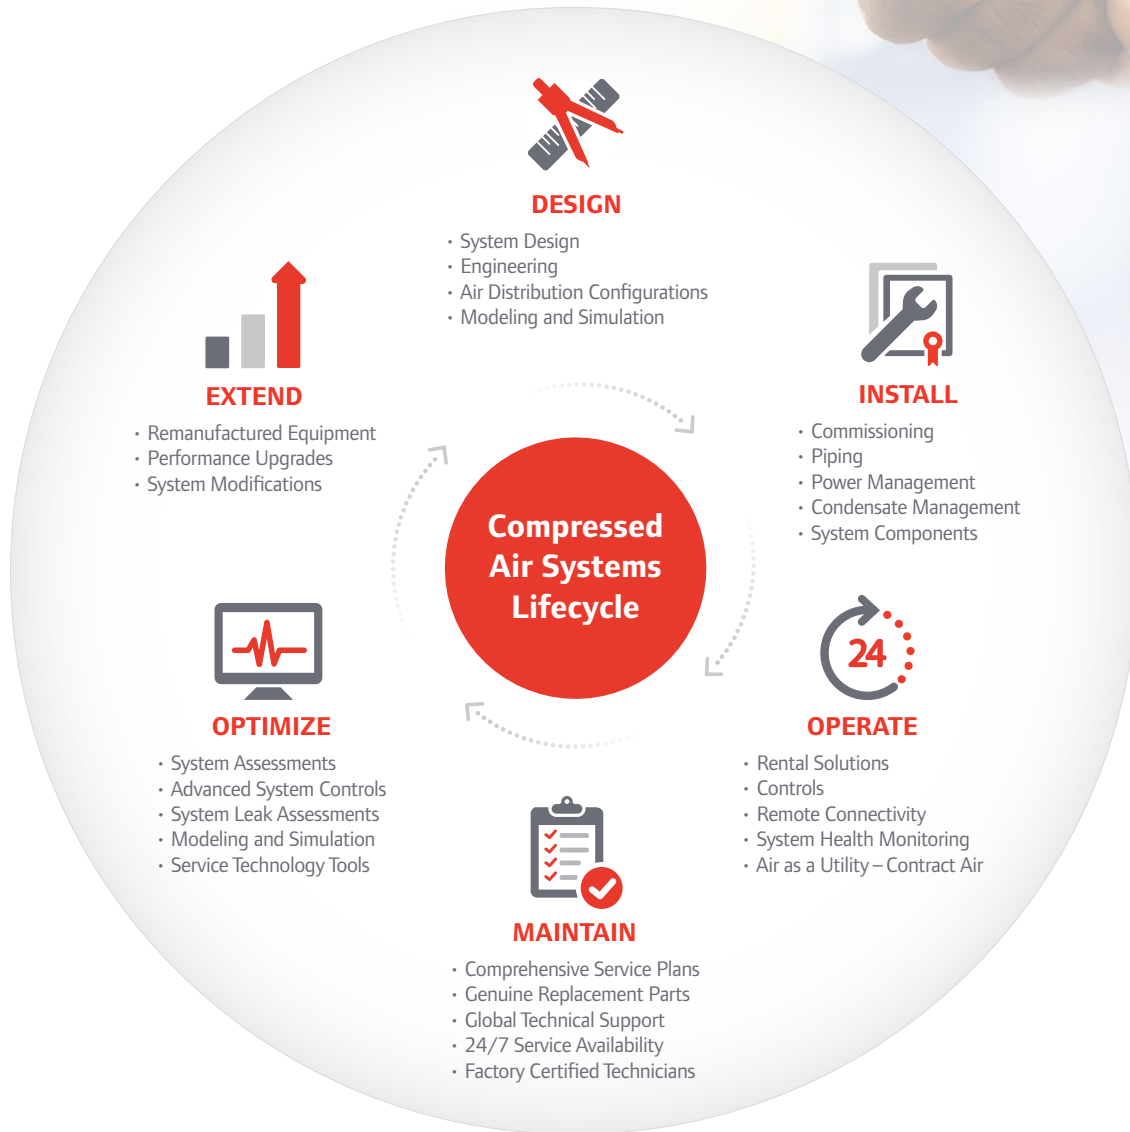 DESIGN
• System Design
• Engineering
• Air Distribution Configurations
• Modeling and Simulation
INSTALL
• Commissioning
• Piping
• Power Management
• Condensate Management
• System Components
24
OPERATE
• Rental Solutions
• Controls
• Remote Connectivity
• System Health Monitoring
• Air as a Utility – Contract Air
MAINTAIN
• Comprehensive Service Plans
• Genuine Replacement Parts
• Global Technical Support
• 24/7 Service Availability
• Factory Certified Technicians
OPTIMIZE
• System Assessments
• Advanced System Controls
• System Leak Assessments
• Modeling and Simulation
• Service Technology Tools
EXTEND
• Remanufactured Equipment
• Performance Upgrades
• System Modifications
Compressed
Air Systems
Lifecycle